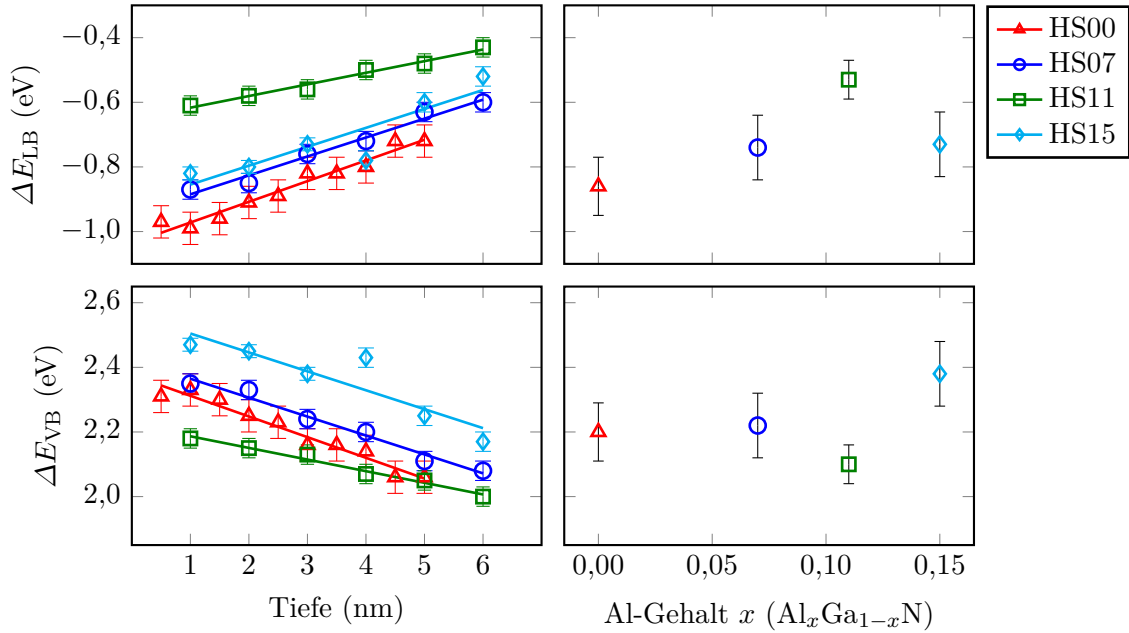 −0,4
−0,6
−0,8
−1,0
ΔE_LB (eV)
HS00
HS07
HS11
HS15
2,6
2,4
2,2
2,0
ΔE_VB (eV)
1 2 3 4 5 6
Tiefe (nm)
0,00 0,05 0,10 0,15
Al-Gehalt x (Al_xGa_{1−x}N)